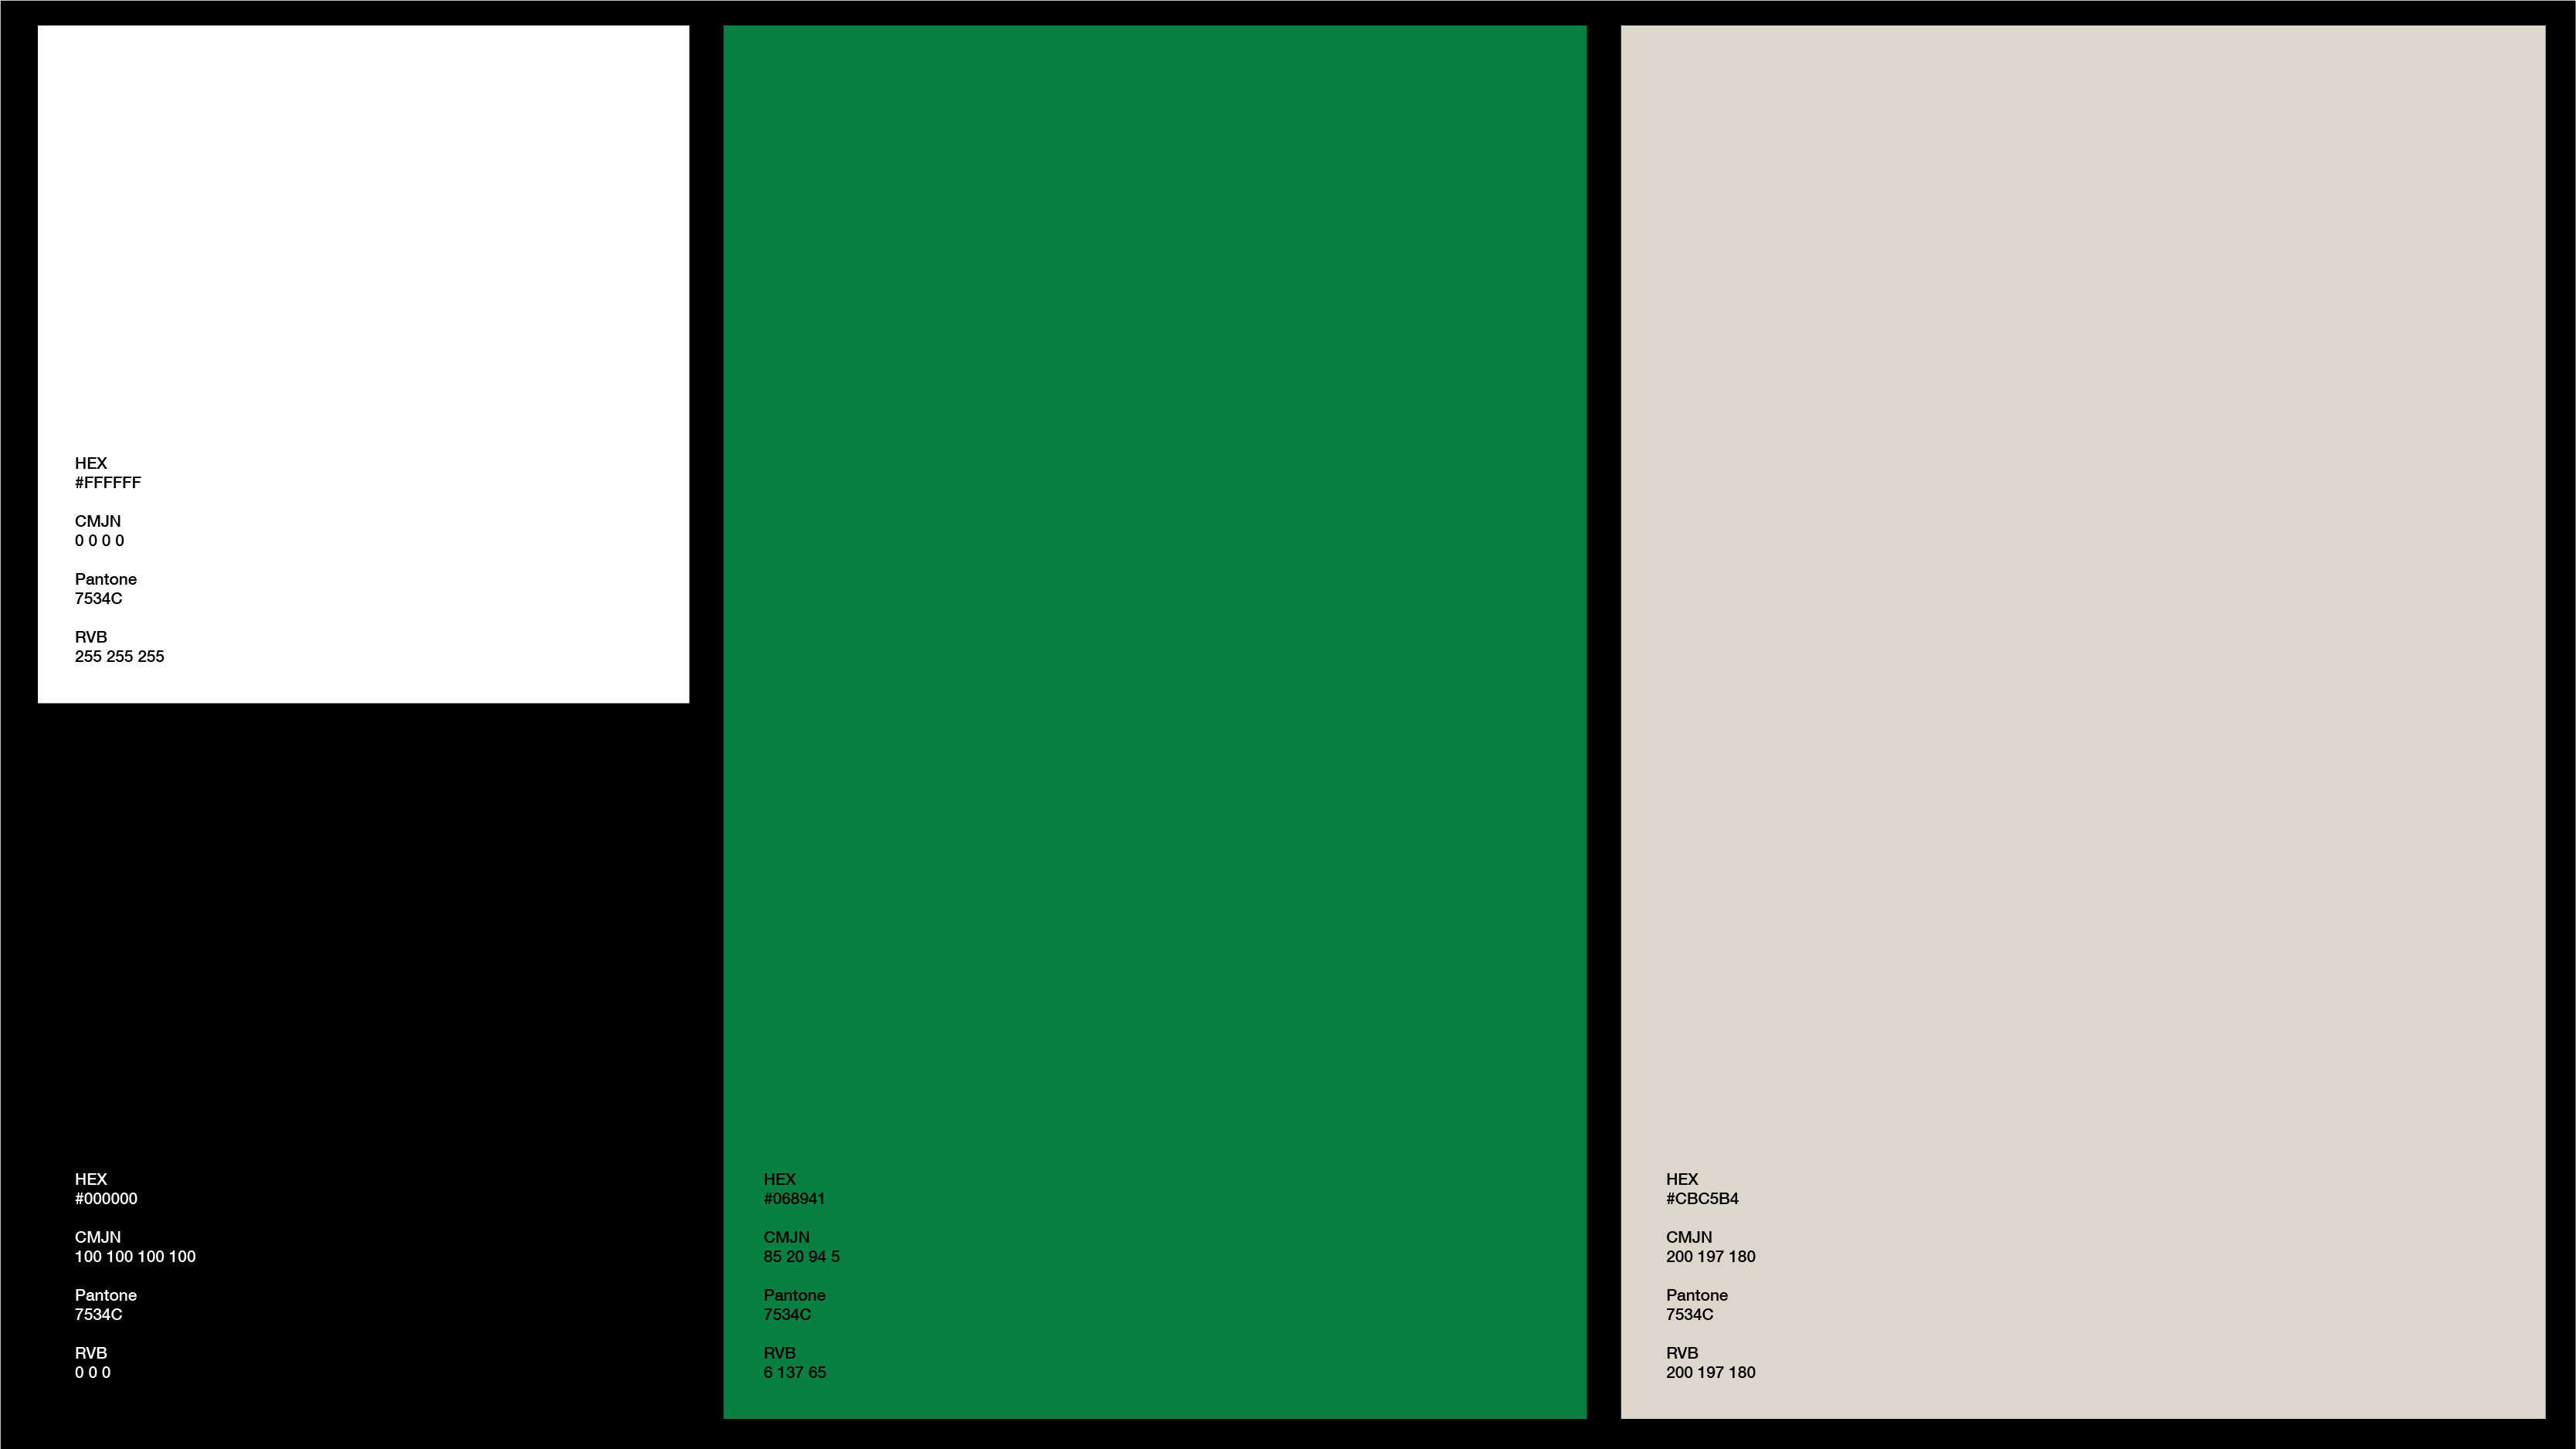 HEX
#FFFFFF
CMJN
0 0 0 0
Pantone
7534C
RVB
255 255 255
HEX
#000000
CMJN
100 100 100 100
Pantone
7534C
RVB
0 0 0
HEX
#068941
CMJN
85 20 94 5
Pantone
7534C
RVB
6 137 65
HEX
#CBC5B4
CMJN
200 197 180
Pantone
7534C
RVB
200 197 180